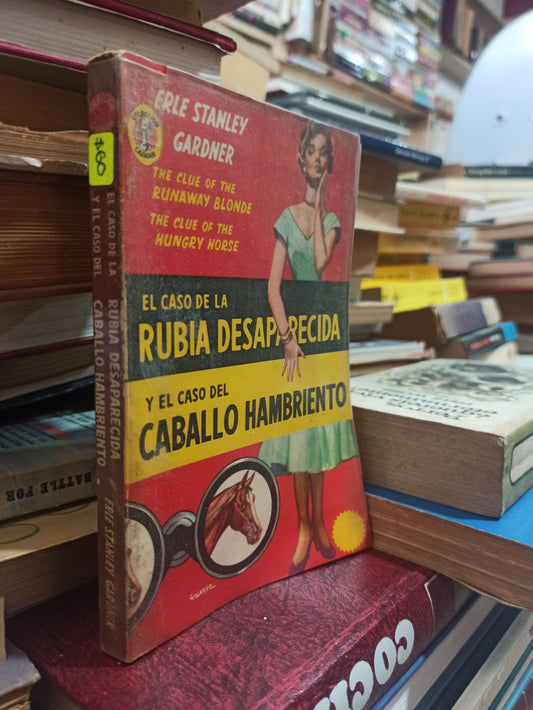 ERLE STANLEY
GARDNER
THE CLUE OF THE
RUNAWAY BLONDE
THE CLUE OF THE
HUNGRY HORSE
EL CASO DE LA
RUBIA DESAPARECIDA
Y EL CASO DEL
CABALLO HAMBRIENTO
$60
EL CASO DE LA RUBIA DESAPARECIDA
Y EL CASO DEL CABALLO HAMBRIENTO • ERLE STANLEY GARDNER
BATTLE FOR
COCI